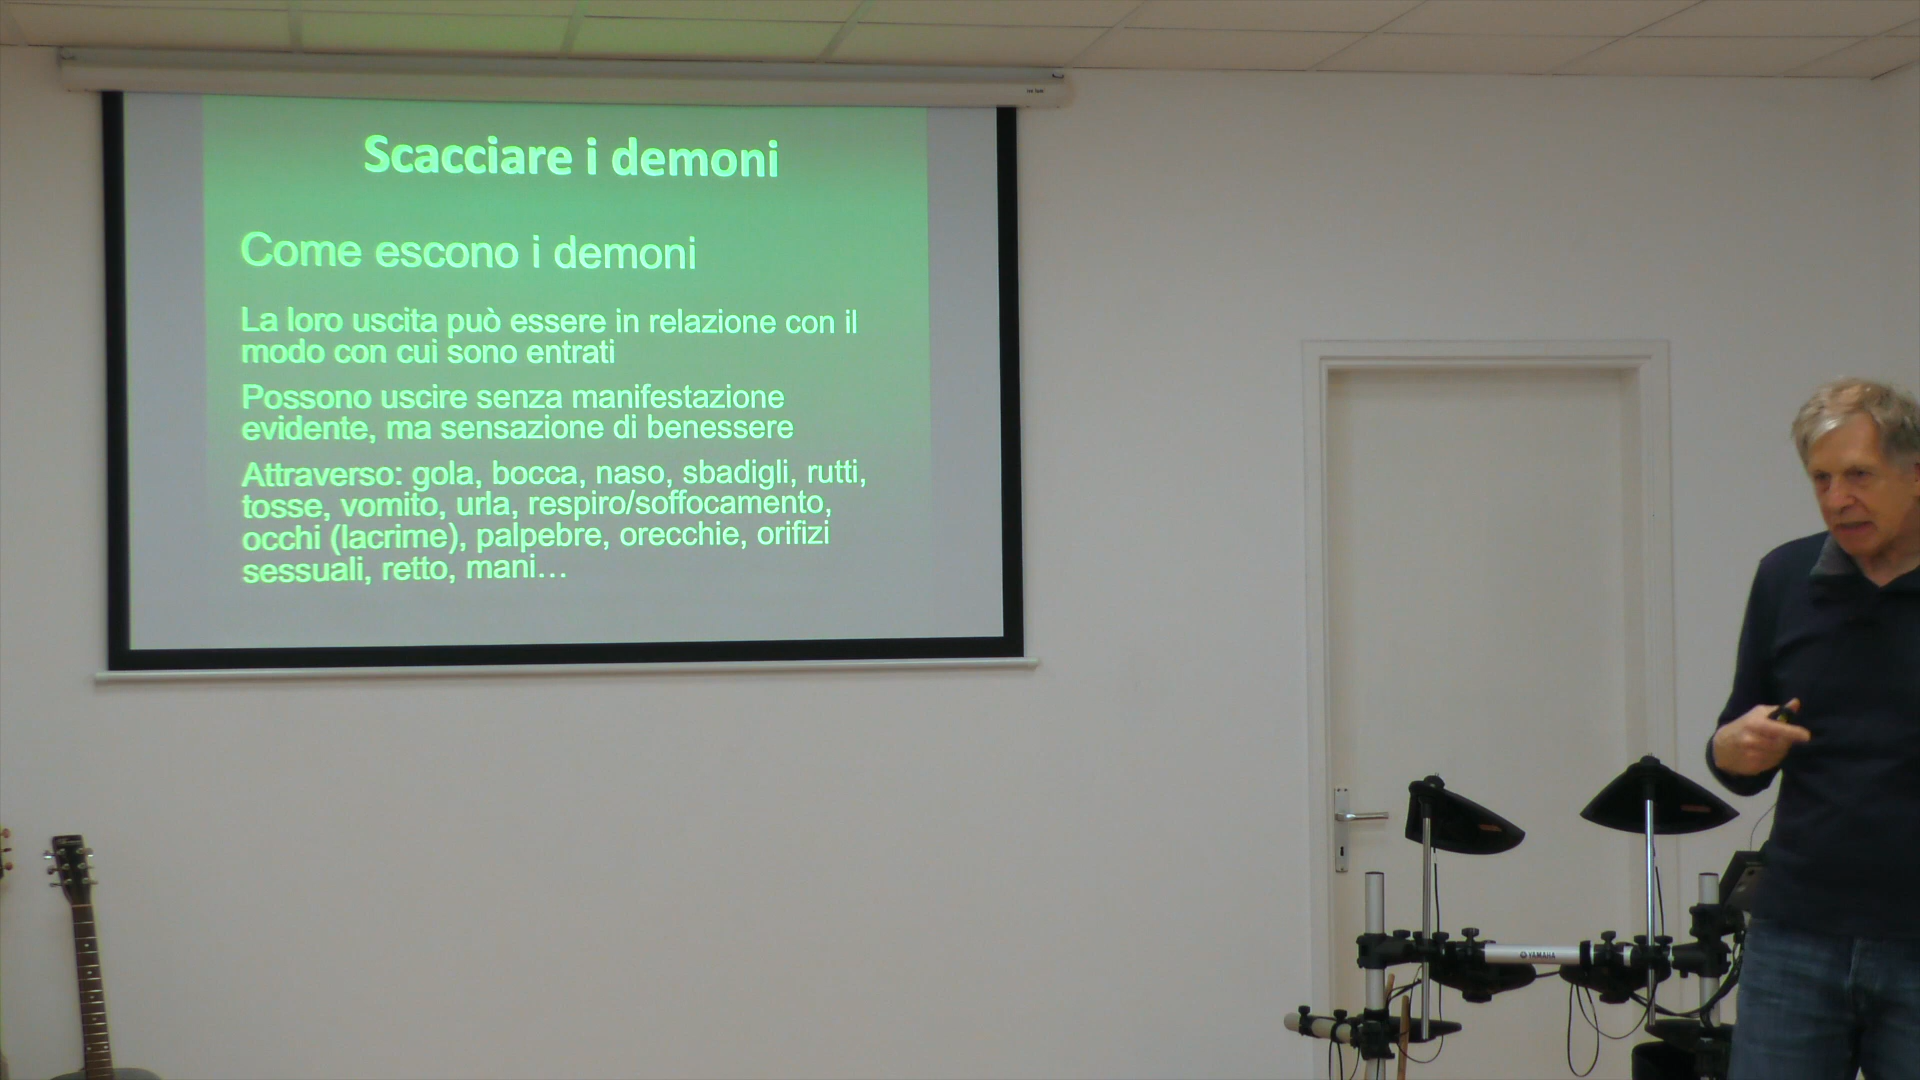 Scacciare i demoni
Come escono i demoni
La loro uscita può essere in relazione con il
modo con cui sono entrati
Possono uscire senza manifestazione
evidente, ma sensazione di benessere
Attraverso: gola, bocca, naso, sbadigli, rutti,
tosse, vomito, urla, respiro/soffocamento,
occhi (lacrime), palpebre, orecchie, orifizi
sessuali, retto, mani…
YAMAHA